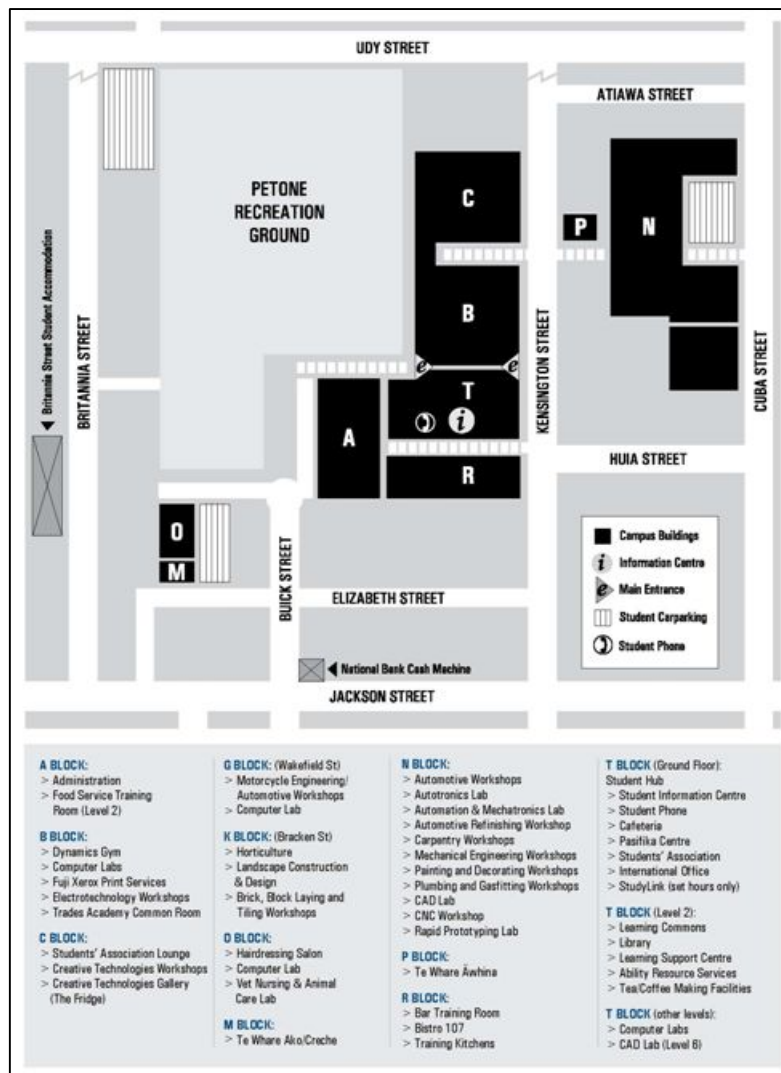 UDY STREET
ATIAWA STREET
PETONE
RECREATION
GROUND
C
P
N
B
Britannia Street Student Accommodation
BRITANNIA STREET
KENSINGTON STREET
CUBA STREET
e
e
T
i
A
R
HUIA STREET
O
M
BUICK STREET
ELIZABETH STREET
Campus Buildings
i
Information Centre
e
Main Entrance
Student Carparking
Student Phone
National Bank Cash Machine
JACKSON STREET
A BLOCK:
> Administration
> Food Service Training
Room (Level 2)
B BLOCK:
> Dynamics Gym
> Computer Labs
> Fuji Xerox Print Services
> Electrotechnology Workshops
> Trades Academy Common Room
C BLOCK:
> Students' Association Lounge
> Creative Technologies Workshops
> Creative Technologies Gallery
(The Fridge)
G BLOCK: (Wakefield St)
> Motorcycle Engineering/
Automotive Workshops
> Computer Lab
K BLOCK: (Bracken St)
> Horticulture
> Landscape Construction
& Design
> Brick, Block Laying and
Tiling Workshops
O BLOCK:
> Hairdressing Salon
> Computer Lab
> Vet Nursing & Animal
Care Lab
M BLOCK:
> Te Whare Ako/Creche
N BLOCK:
> Automotive Workshops
> Autotronics Lab
> Automation & Mechatronics Lab
> Automotive Refinishing Workshop
> Carpentry Workshops
> Mechanical Engineering Workshops
> Painting and Decorating Workshops
> Plumbing and Gasfitting Workshops
> CAD Lab
> CNC Workshop
> Rapid Prototyping Lab
P BLOCK:
> Te Whare Äwhina
R BLOCK:
> Bar Training Room
> Bistro 107
> Training Kitchens
T BLOCK (Ground Floor):
Student Hub
> Student Information Centre
> Student Phone
> Cafeteria
> Pasifika Centre
> Students' Association
> International Office
> StudyLink (set hours only)
T BLOCK (Level 2):
> Learning Commons
> Library
> Learning Support Centre
> Ability Resource Services
> Tea/Coffee Making Facilities
T BLOCK (other levels):
> Computer Labs
> CAD Lab (Level 6)